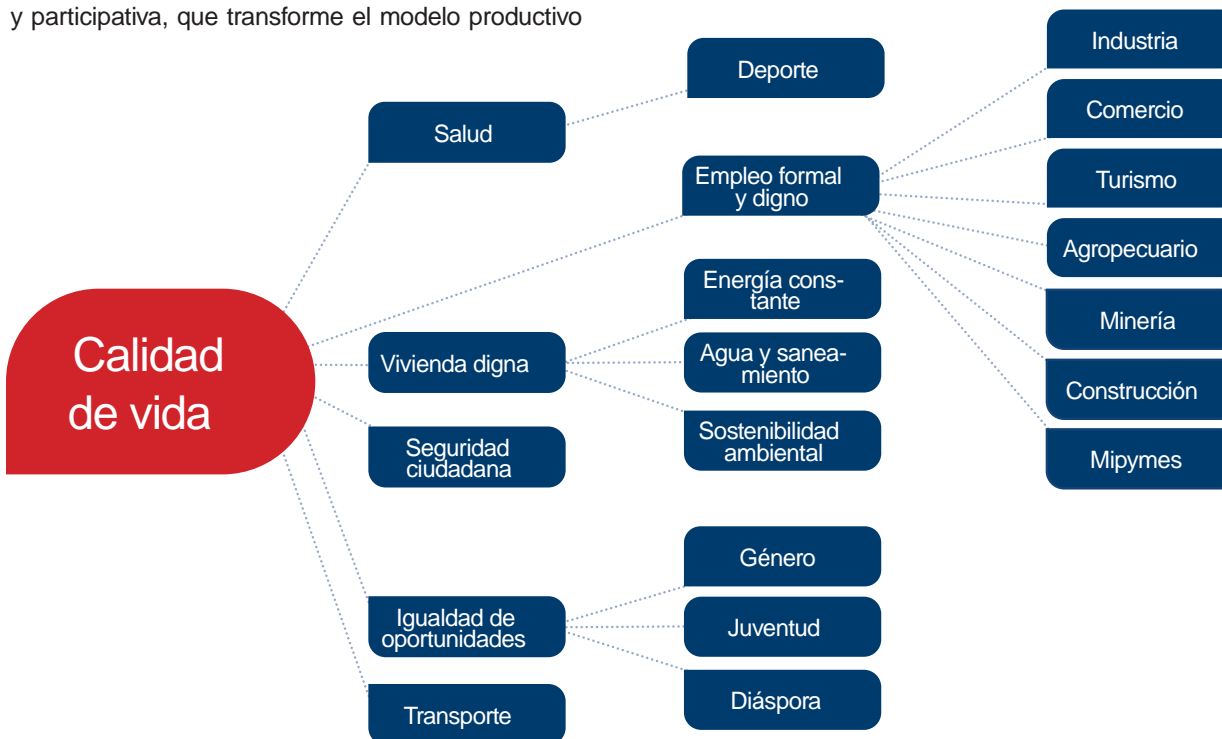 y participativa, que transforme el modelo productivo
Calidad
de vida
Salud
Vivienda digna
Seguridad
ciudadana
Igualdad de
oportunidades
Transporte
Deporte
Empleo formal
y digno
Energía cons-
tante
Agua y sanea-
miento
Sostenibilidad
ambiental
Género
Juventud
Diáspora
Industria
Comercio
Turismo
Agropecuario
Minería
Construcción
Mipymes